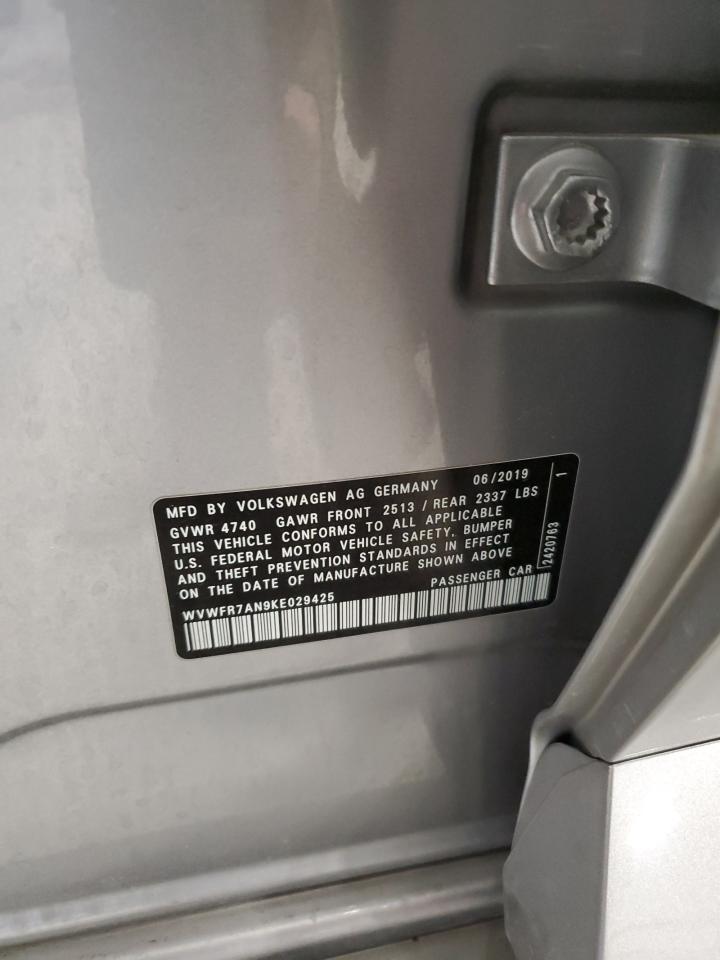 MFD BY VOLKSWAGEN AG GERMANY 06/2019
GVWR 4740 GAWR FRONT 2513 / REAR 2337 LBS
THIS VEHICLE CONFORMS TO ALL APPLICABLE
U.S. FEDERAL MOTOR VEHICLE SAFETY, BUMPER
AND THEFT PREVENTION STANDARDS IN EFFECT
ON THE DATE OF MANUFACTURE SHOWN ABOVE
WVWFR7AN9KE029425 PASSENGER CAR
2420763 1